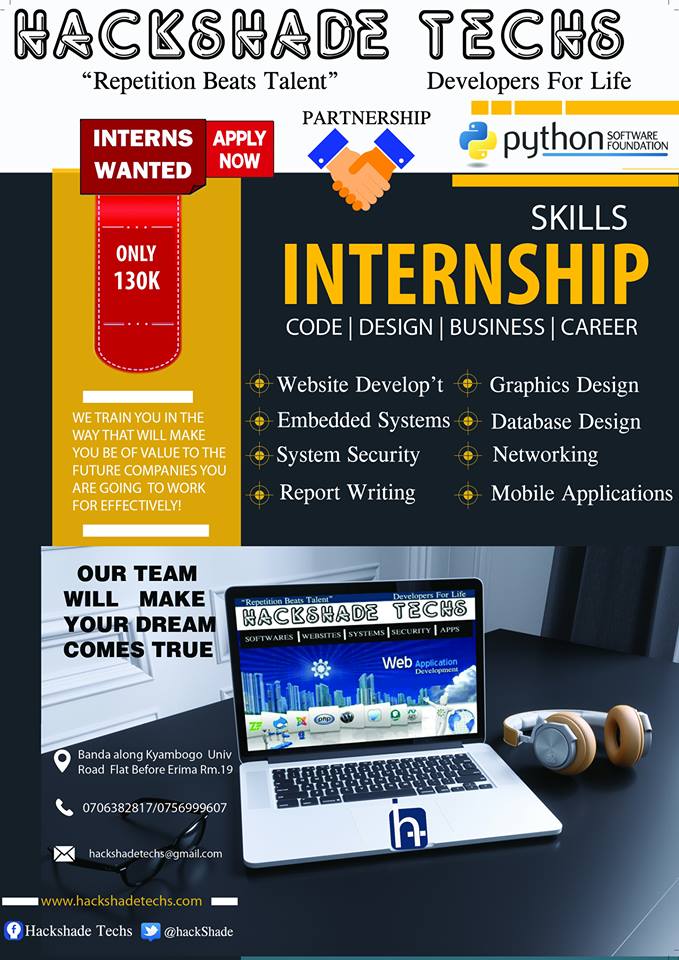 HACKSHADE TECHS
“Repetition Beats Talent”
Developers For Life
PARTNERSHIP
INTERNS
WANTED
APPLY
NOW
python SOFTWARE
FOUNDATION
ONLY
130K
SKILLS
INTERNSHIP
CODE | DESIGN | BUSINESS | CAREER
Website Develop't
Graphics Design
Embedded Systems
Database Design
System Security
Networking
Report Writing
Mobile Applications
WE TRAIN YOU IN THE
WAY THAT WILL MAKE
YOU BE OF VALUE TO THE
FUTURE COMPANIES YOU
ARE GOING TO WORK
FOR EFFECTIVELY!
OUR TEAM
WILL MAKE
YOUR DREAM
COMES TRUE
“Repetition Beats Talent”
Developers For Life
HACKSHADE TECHS
SOFTWARES | WEBSITES | SYSTEMS | SECURITY | APPS
Web Application
Development
php
Banda along Kyambogo Univ
Road Flat Before Erima Rm.19
0706382817/0756999607
hackshadetechs@gmail.com
www.hackshadetechs.com
Hackshade Techs
@hackShade